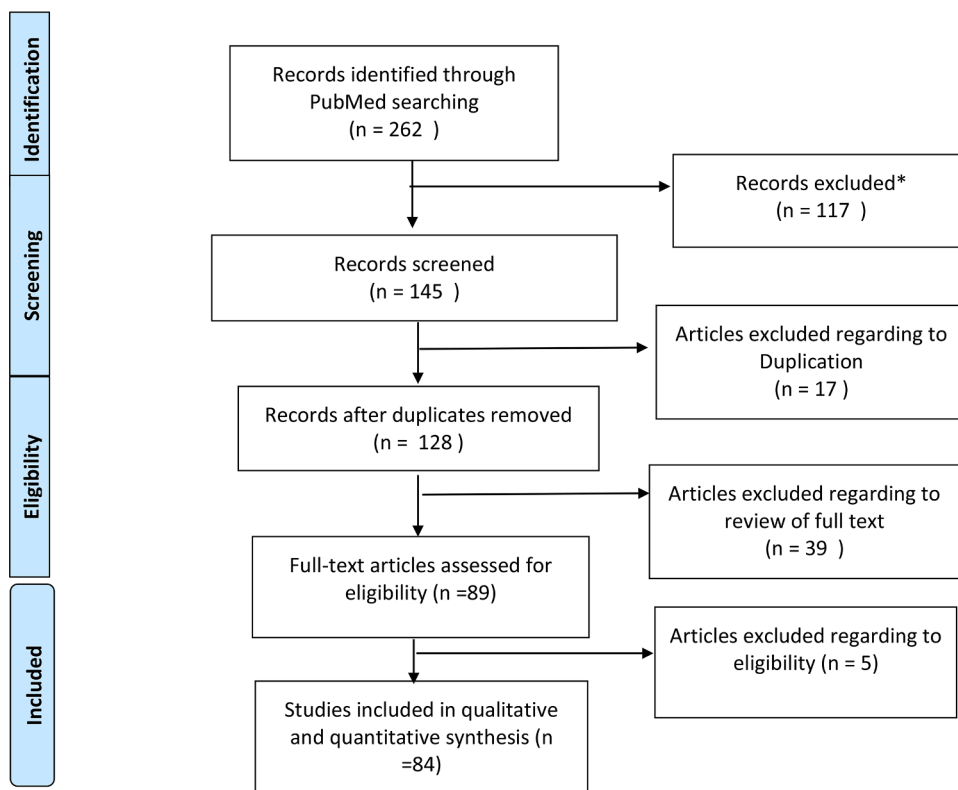 Identification
Records identified through
PubMed searching
(n = 262  )
Records excluded*
(n = 117  )
Screening
Records screened
(n = 145  )
Articles excluded regarding to
Duplication
(n = 17 )
Eligibility
Records after duplicates removed
(n =  128 )
Articles excluded regarding to
review of full text
(n = 39  )
Full-text articles assessed for
eligibility (n =89)
Included
Articles excluded regarding to
eligibility (n = 5)
Studies included in qualitative
and quantitative synthesis (n
=84)